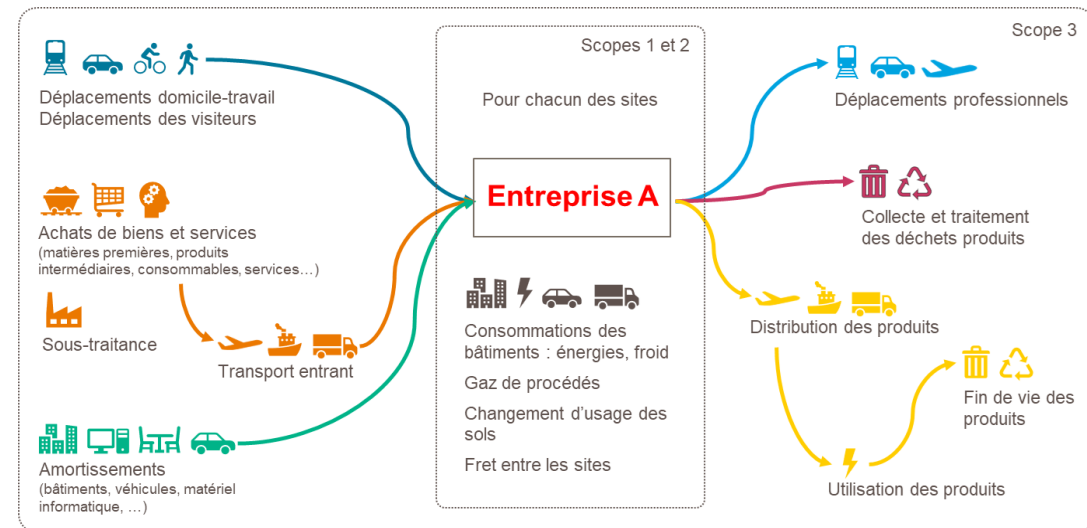 Scope 3
Scopes 1 et 2
Déplacements domicile-travail
Déplacements des visiteurs
Pour chacun des sites
Déplacements professionnels
Entreprise A
Achats de biens et services
(matières premières, produits
intermédiaires, consommables, services…)
Collecte et traitement
des déchets produits
Sous-traitance
Transport entrant
Consommations des
bâtiments : énergies, froid
Gaz de procédés
Changement d’usage des
sols
Fret entre les sites
Distribution des produits
Fin de vie des
produits
Amortissements
(bâtiments, véhicules, matériel
informatique, …)
Utilisation des produits